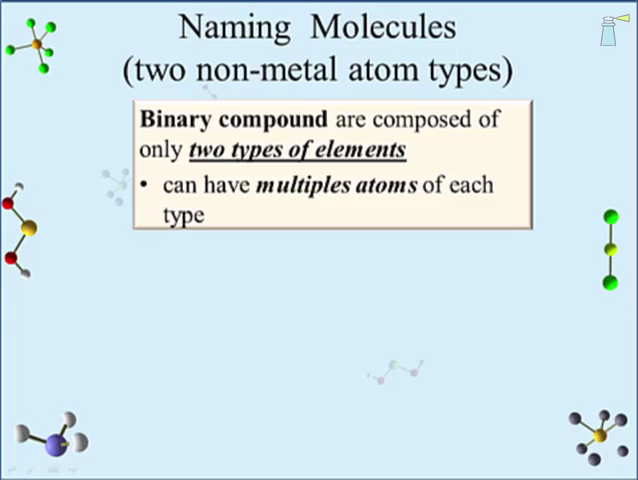 Naming Molecules
(two non-metal atom types)
Binary compound are composed of
only two types of elements
• can have multiples atoms of each
type